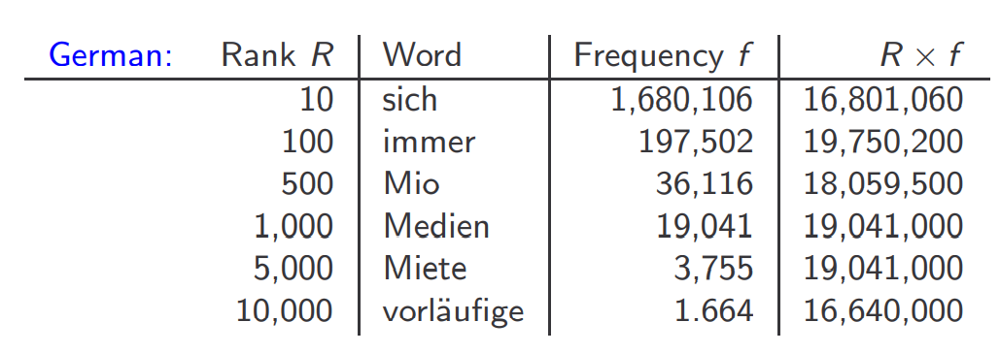 German: Rank R Word Frequency f R × f
10 sich 1,680,106 16,801,060
100 immer 197,502 19,750,200
500 Mio 36,116 18,059,500
1,000 Medien 19,041 19,041,000
5,000 Miete 3,755 19,041,000
10,000 vorläufige 1.664 16,640,000